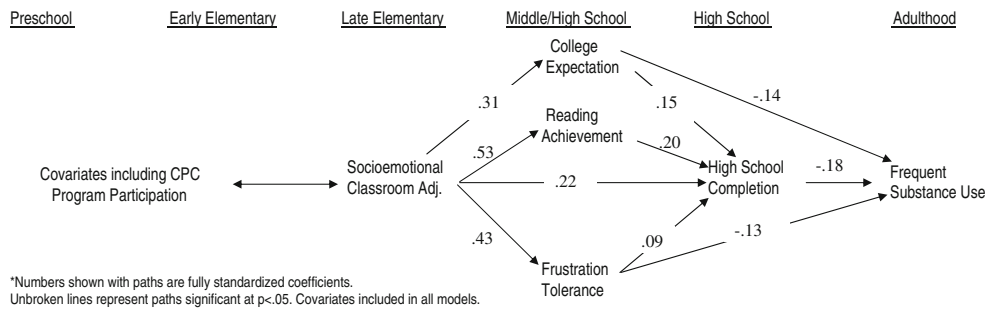 Preschool Early Elementary Late Elementary Middle/High School High School Adulthood
College
Expectation
-.14
.31
.15
Reading
Achievement
.53
.20
Covariates including CPC
Program Participation
Socioemotional
Classroom Adj.
.22
High School
Completion
-.18
Frequent
Substance Use
.43
.09
-.13
Frustration
Tolerance
*Numbers shown with paths are fully standardized coefficients.
Unbroken lines represent paths significant at p<.05. Covariates included in all models.